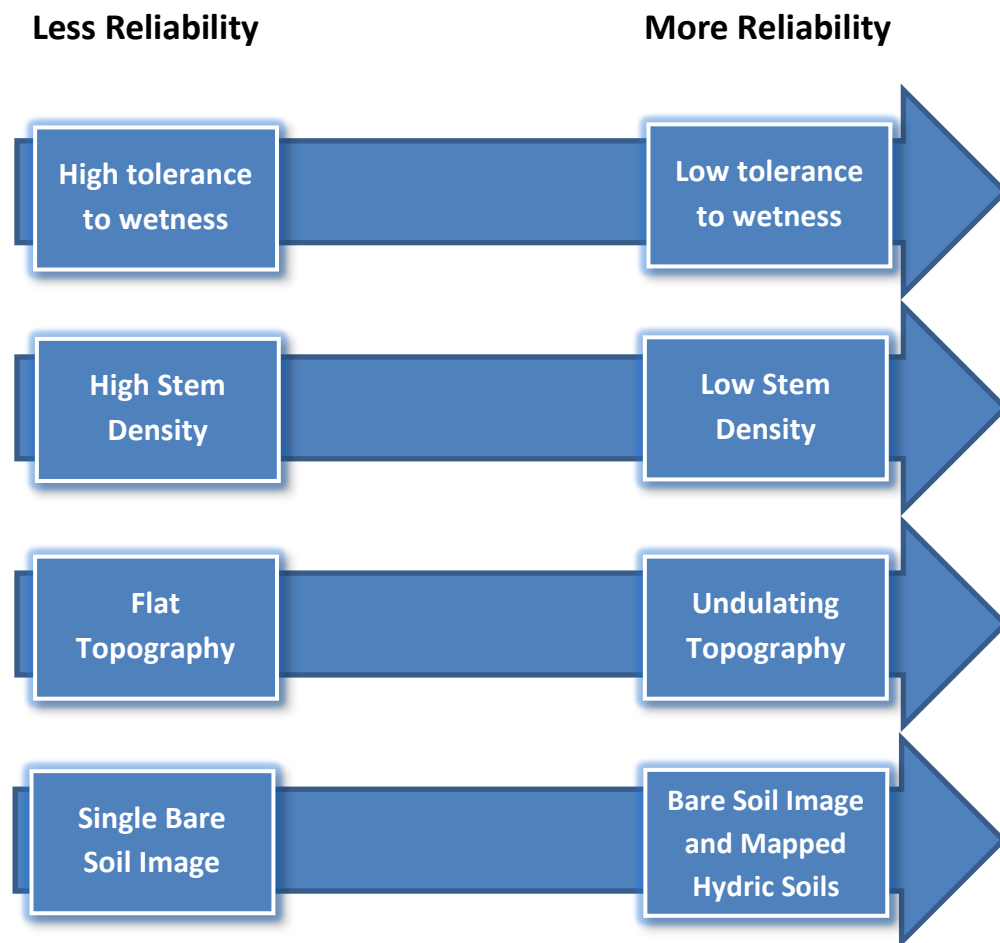 Less Reliability
More Reliability
High tolerance
to wetness
Low tolerance
to wetness
High Stem
Density
Low Stem
Density
Flat
Topography
Undulating
Topography
Single Bare
Soil Image
Bare Soil Image
and Mapped
Hydric Soils